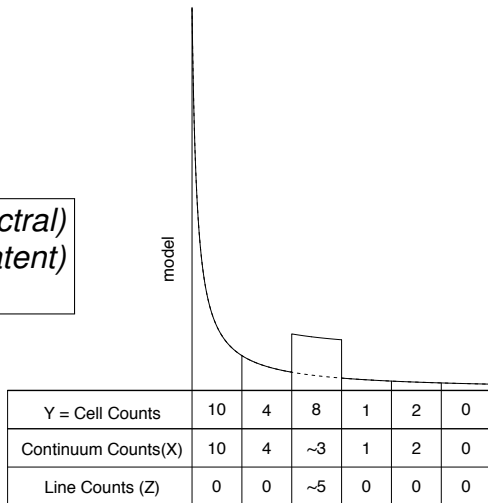 ctral)
atent)
model
Y = Cell Counts 10 4 8 1 2 0
Continuum Counts(X) 10 4 ~3 1 2 0
Line Counts (Z) 0 0 ~5 0 0 0